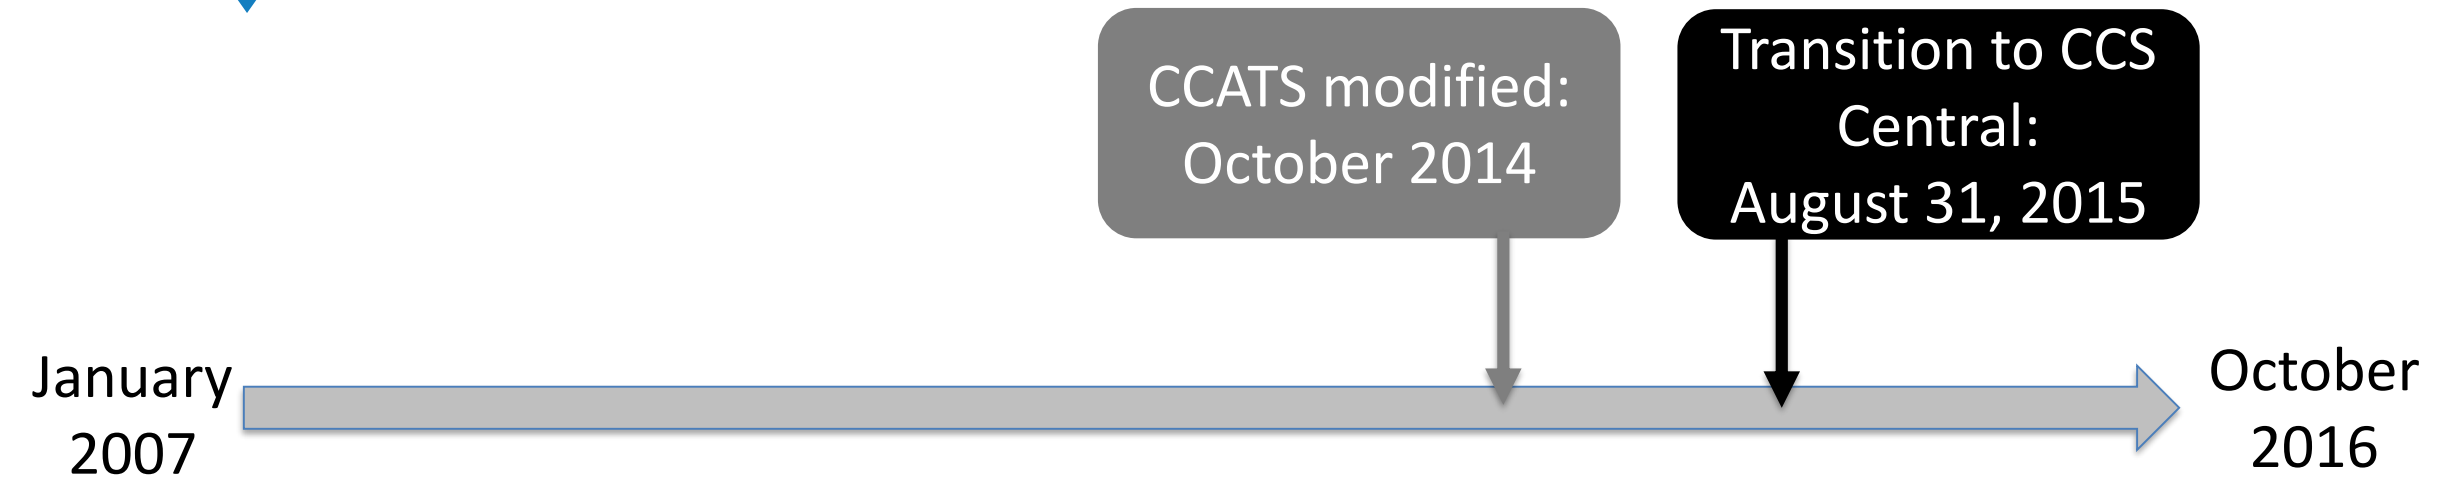 CCATS modified:
October 2014
Transition to CCS
Central:
August 31, 2015
January
2007
October
2016